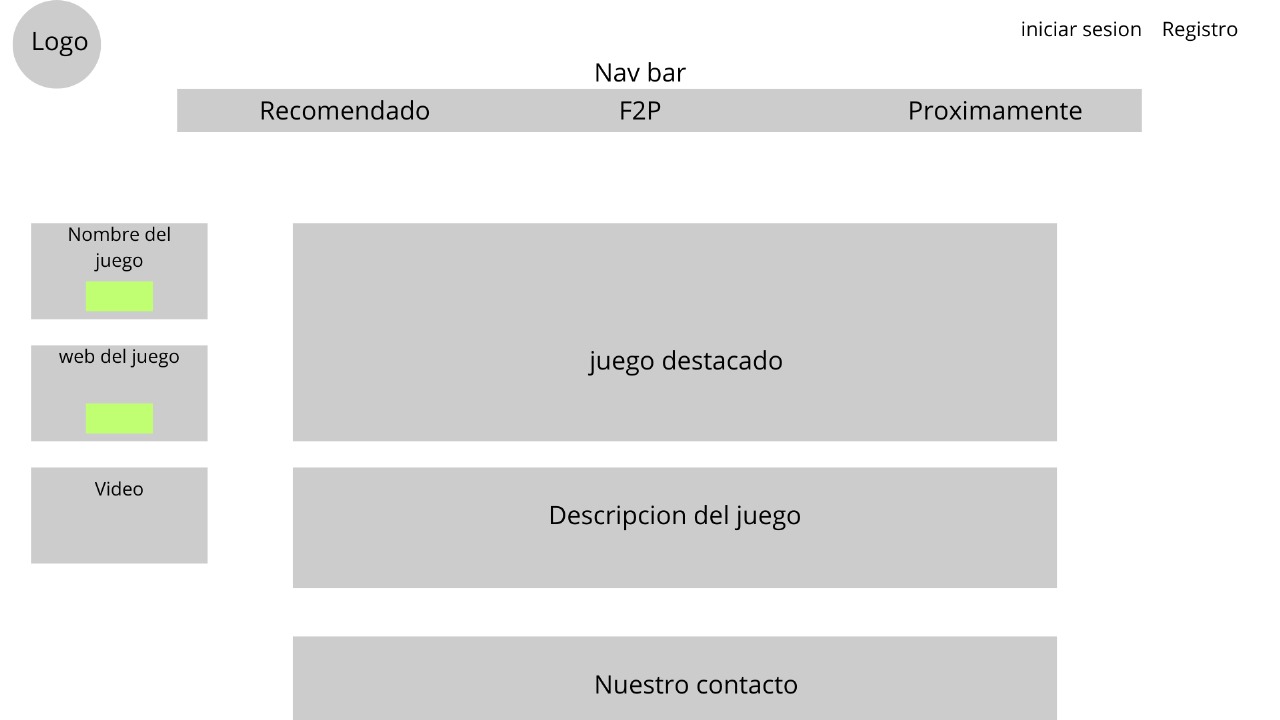 Logo
iniciar sesion Registro
Nav bar
Recomendado F2P Proximamente
Nombre del
juego
web del juego
Video
juego destacado
Descripcion del juego
Nuestro contacto